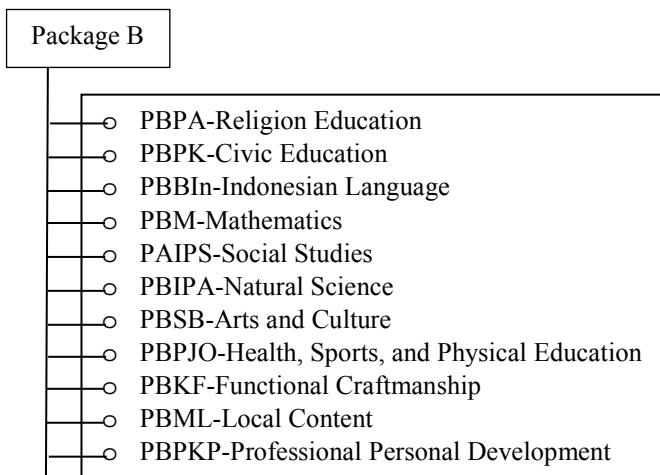 Package B
PBPA-Religion Education
PBPK-Civic Education
PBBIn-Indonesian Language
PBM-Mathematics
PAIPS-Social Studies
PBIPA-Natural Science
PBSB-Arts and Culture
PBPJO-Health, Sports, and Physical Education
PBKF-Functional Craftmanship
PBML-Local Content
PBPKP-Professional Personal Development